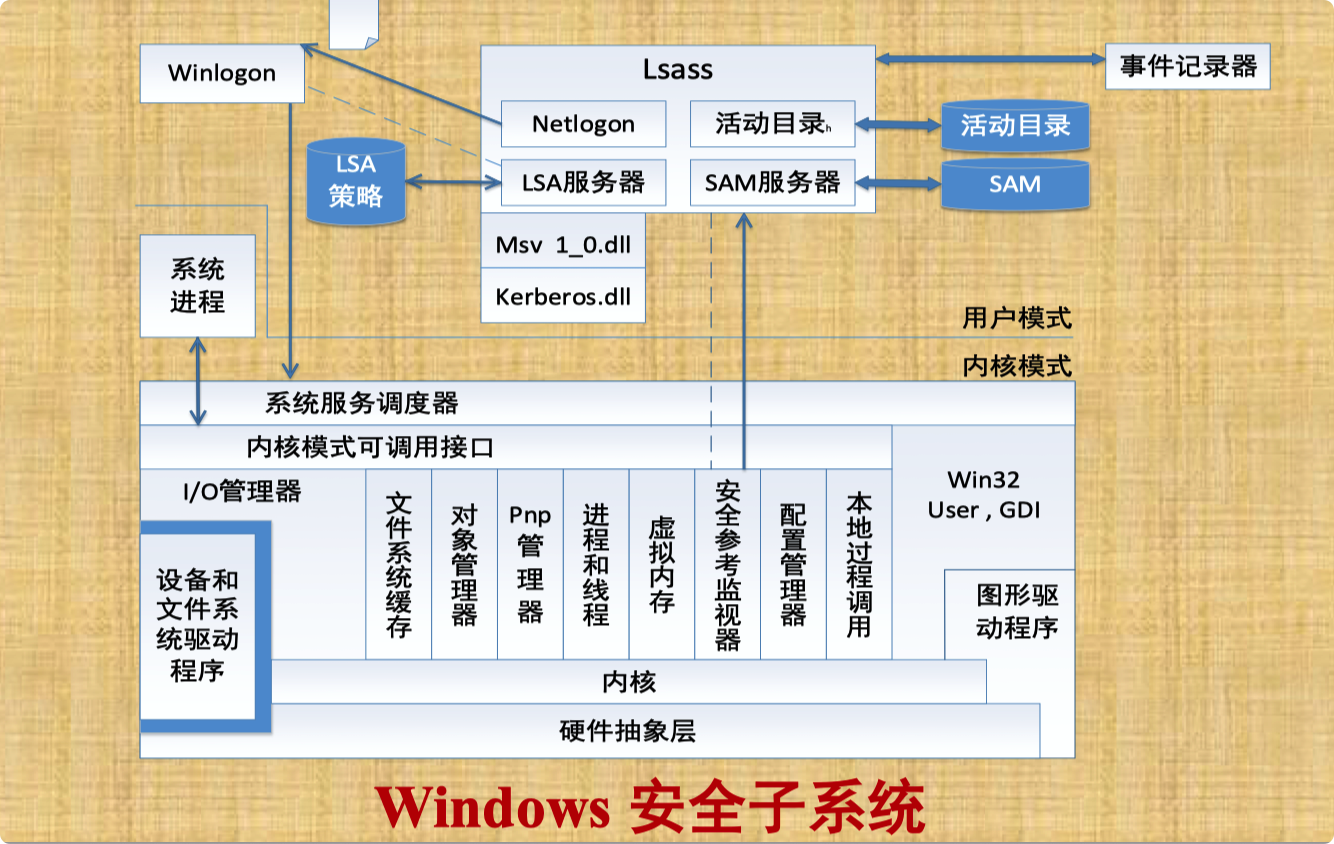 Winlogon
Lsass
事件记录器
Netlogon
活动目录h
活动目录
LSA
策略
LSA服务器
SAM服务器
SAM
Msv 1_0.dll
Kerberos.dll
系统
进程
用户模式
内核模式
系统服务调度器
内核模式可调用接口
I/O管理器
文件系统缓存
对象管理器
Pnp
管
理
器
进程和线程
虚拟内存
安全参考监视器
配置管理器
本地过程调用
Win32
User , GDI
设备和
文件系
统驱动
程序
图形驱
动程序
内核
硬件抽象层
Windows 安全子系统